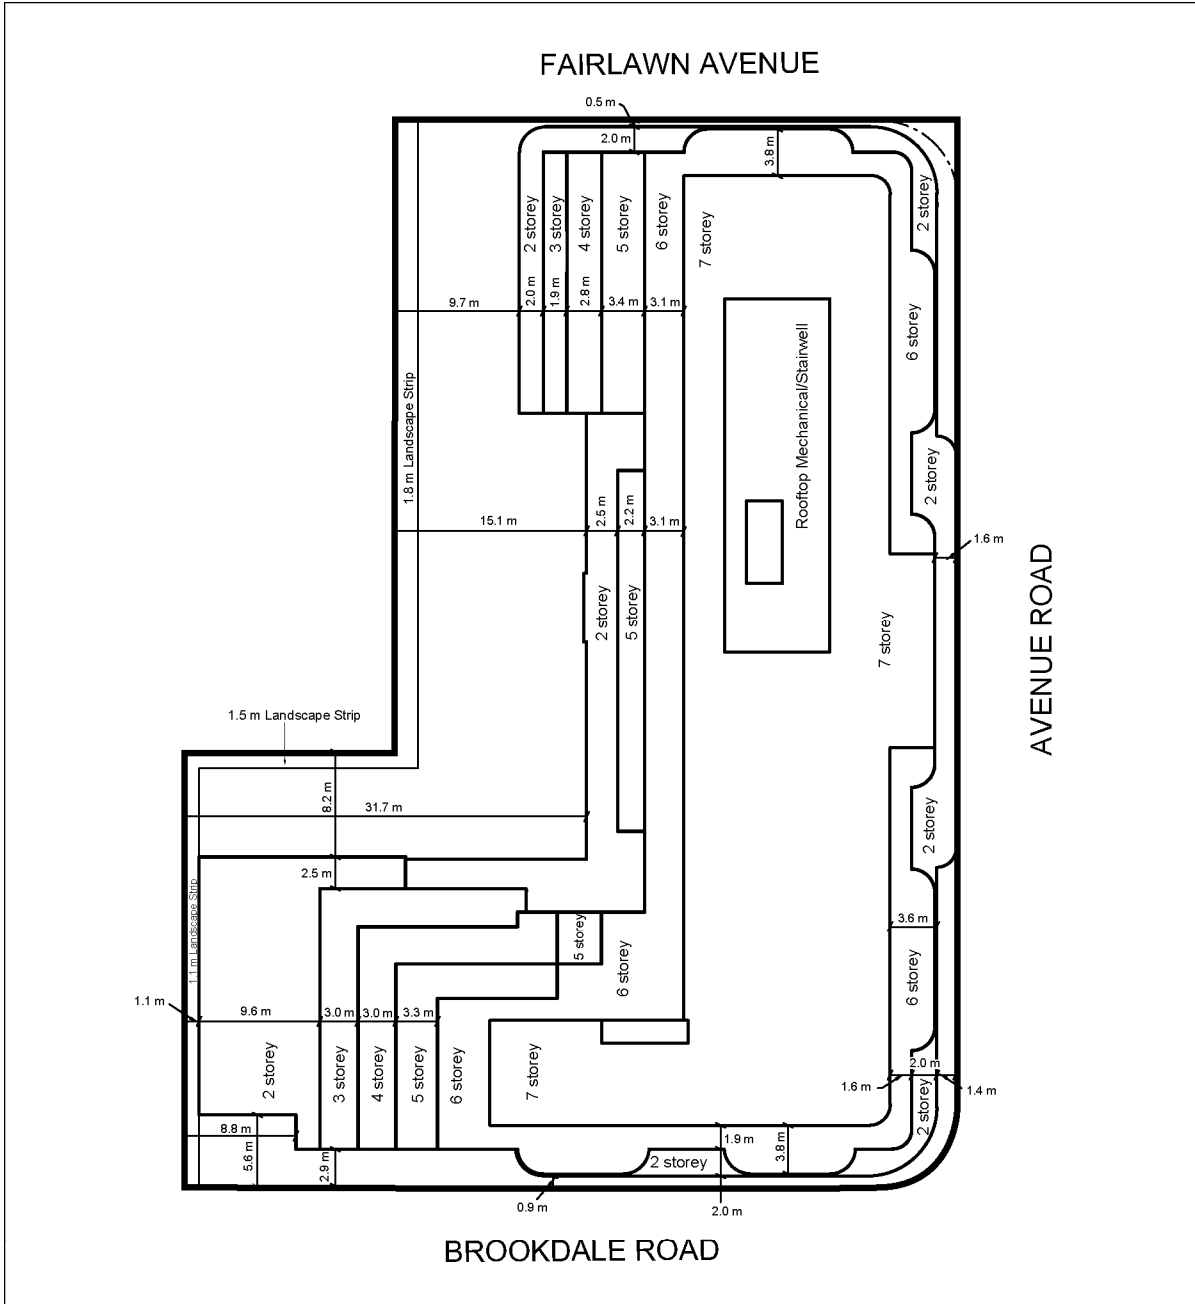 FAIRLAWN AVENUE
0.5 m
2.0 m
3.8 m
2 storey
3 storey
4 storey
5 storey
6 storey
7 storey
2 storey
9.7 m
2.0 m
1.9 m
2.8 m
3.4 m
3.1 m
6 storey
Rooftop Mechanical/Stairwell
1.8 m Landscape Strip
2 storey
15.1 m
2.5 m
2.2 m
3.1 m
1.6 m
AVENUE ROAD
2 storey
5 storey
7 storey
1.5 m Landscape Strip
8.2 m
31.7 m
2 storey
2.5 m
1.1 m Landscape Strip
5 storey
6 storey
3.6 m
6 storey
1.1 m
9.6 m
3.0 m
3.0 m
3.3 m
2 storey
3 storey
4 storey
5 storey
6 storey
7 storey
2.0 m
1.6 m
1.4 m
2 storey
8.8 m
5.6 m
2.9 m
1.9 m
3.8 m
2 storey
0.9 m
2.0 m
BROOKDALE ROAD